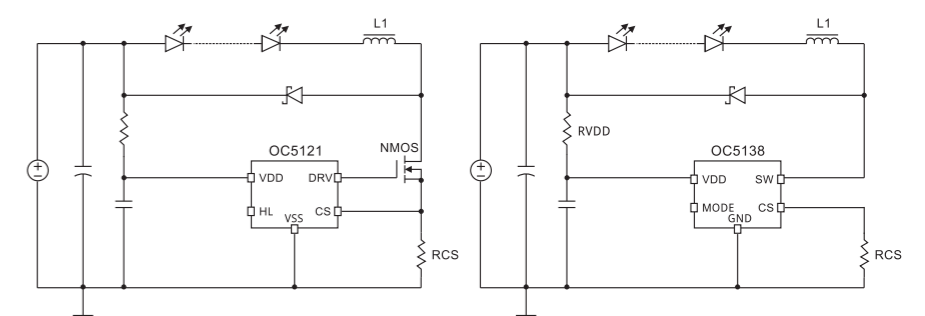 L1
OC5121
NMOS
VDD
DRV
HL
CS
VSS
RCS
L1
RVDD
OC5138
VDD
SW
MODE
CS
GND
RCS